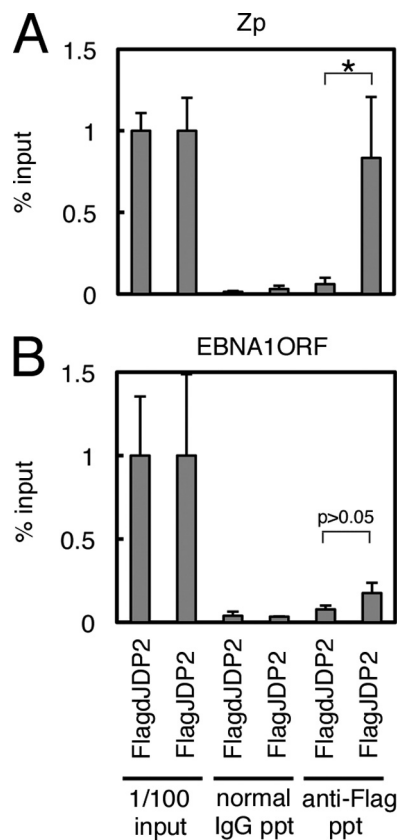 A
Zp
1.5
1
0.5
0
% input
*
B
EBNA1ORF
1.5
1
0.5
0
% input
p>0.05
FlagdJDP2
FlagJDP2
FlagdJDP2
FlagJDP2
FlagdJDP2
FlagJDP2
1/100
input
normal
IgG ppt
anti-Flag
ppt